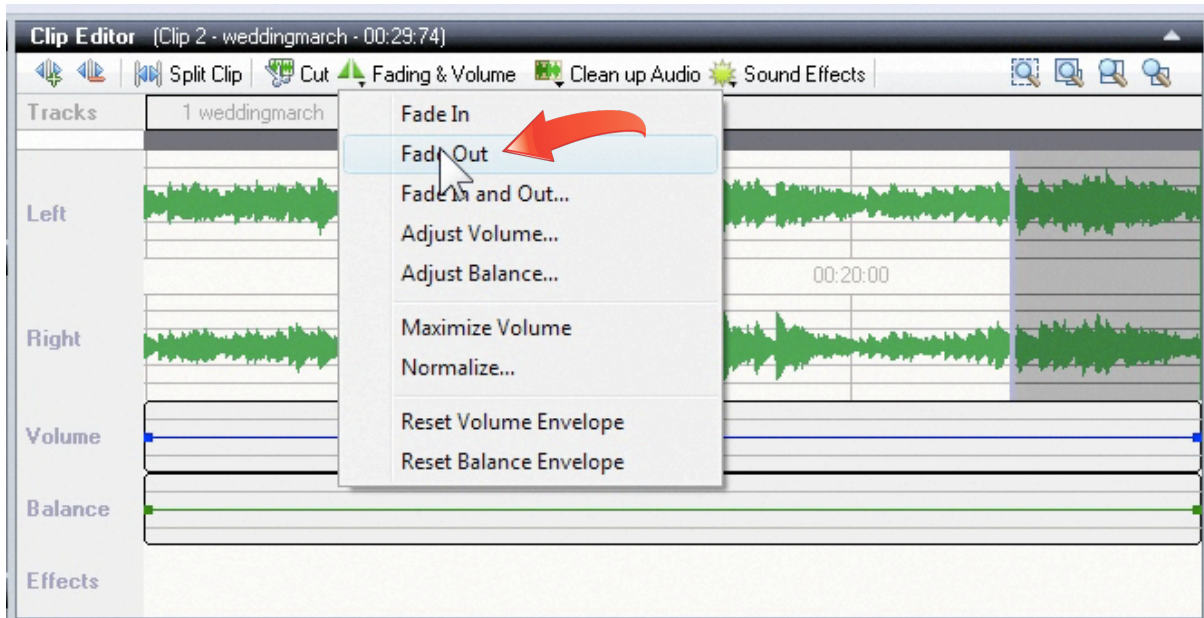 Clip Editor (Clip 2 - weddingmarch - 00:29:74)
Split Clip Cut Fading & Volume Clean up Audio Sound Effects
Tracks 1 weddingmarch
Fade In
Fade Out
Fade In and Out...
Left
Adjust Volume...
Adjust Balance...
00:20:00
Maximize Volume
Right
Normalize...
Reset Volume Envelope
Volume
Reset Balance Envelope
Balance
Effects